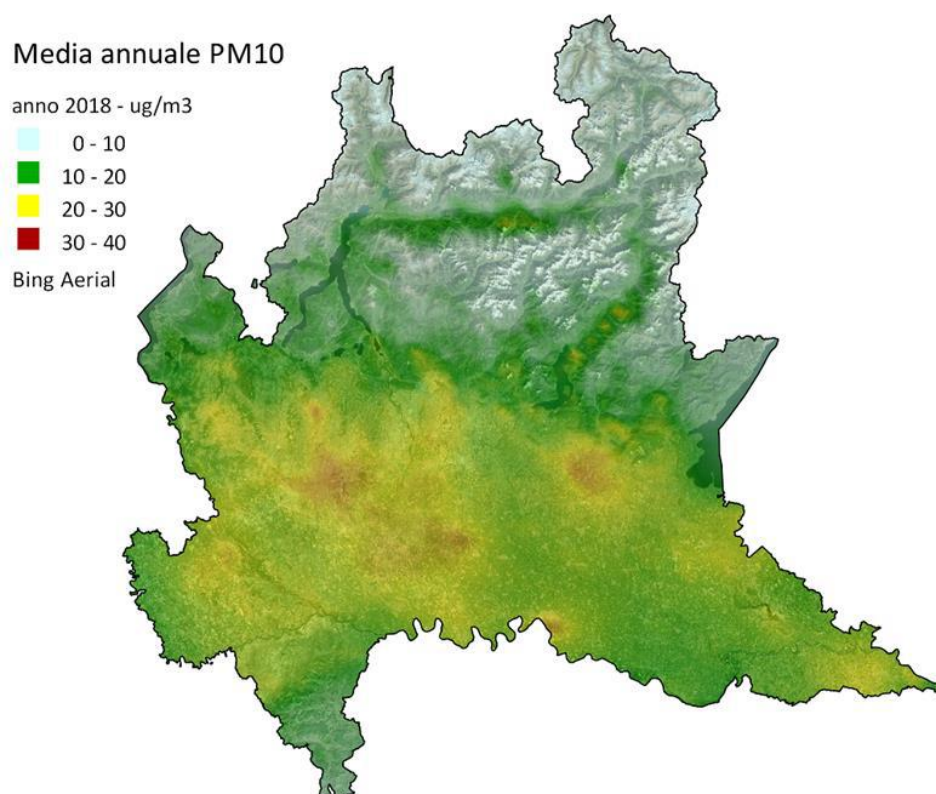 Media annuale PM10
anno 2018 - ug/m3
0 - 10
10 - 20
20 - 30
30 - 40
Bing Aerial